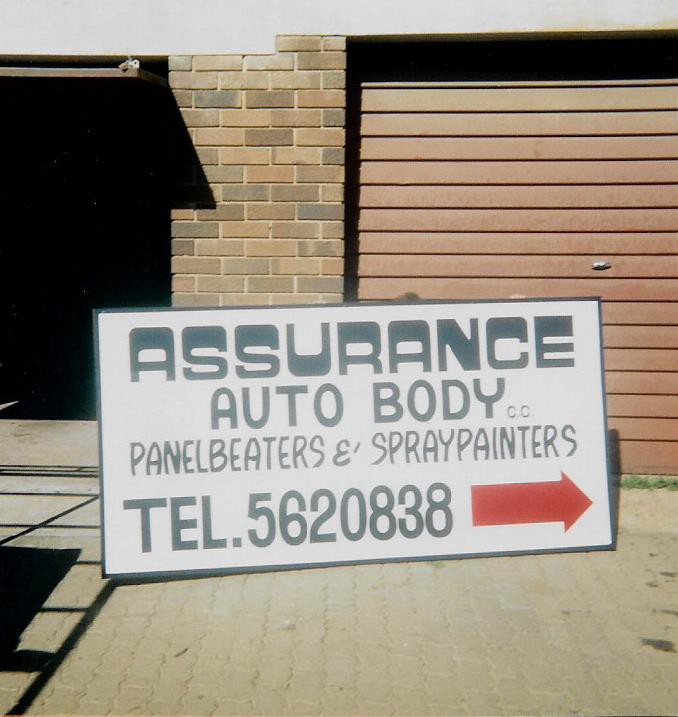 ASSURANCE
AUTO BODY C.C.
PANELBEATERS &' SPRAYPAINTERS
TEL.5620838